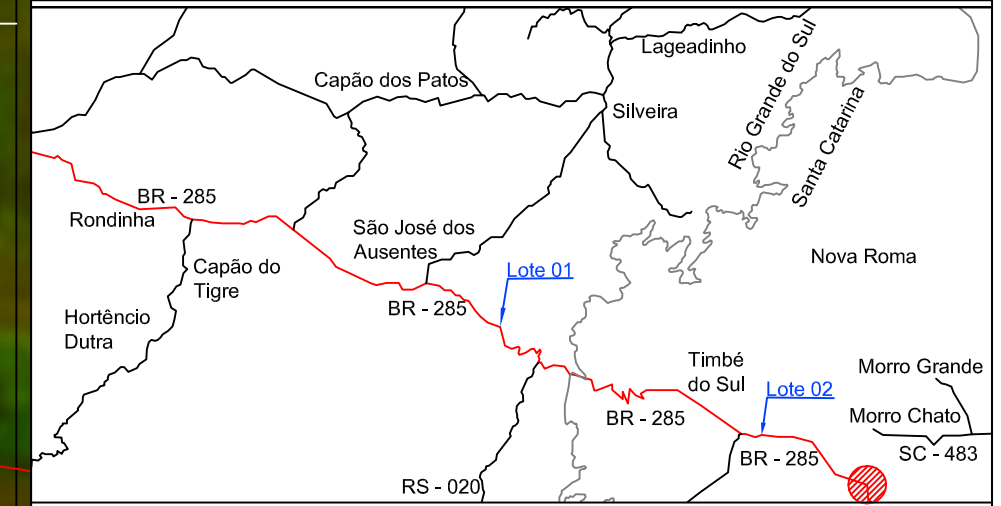 Lageadinho
Rio Grande do Sul
Santa Catarina
Capão dos Patos
Silveira
BR - 285
Rondinha
São José dos
Ausentes
Nova Roma
Capão do
Tigre
Lote 01
BR - 285
Hortêncio
Dutra
Timbé
do Sul
Morro Grande
Lote 02
BR - 285
Morro Chato
BR - 285
SC - 483
RS - 020